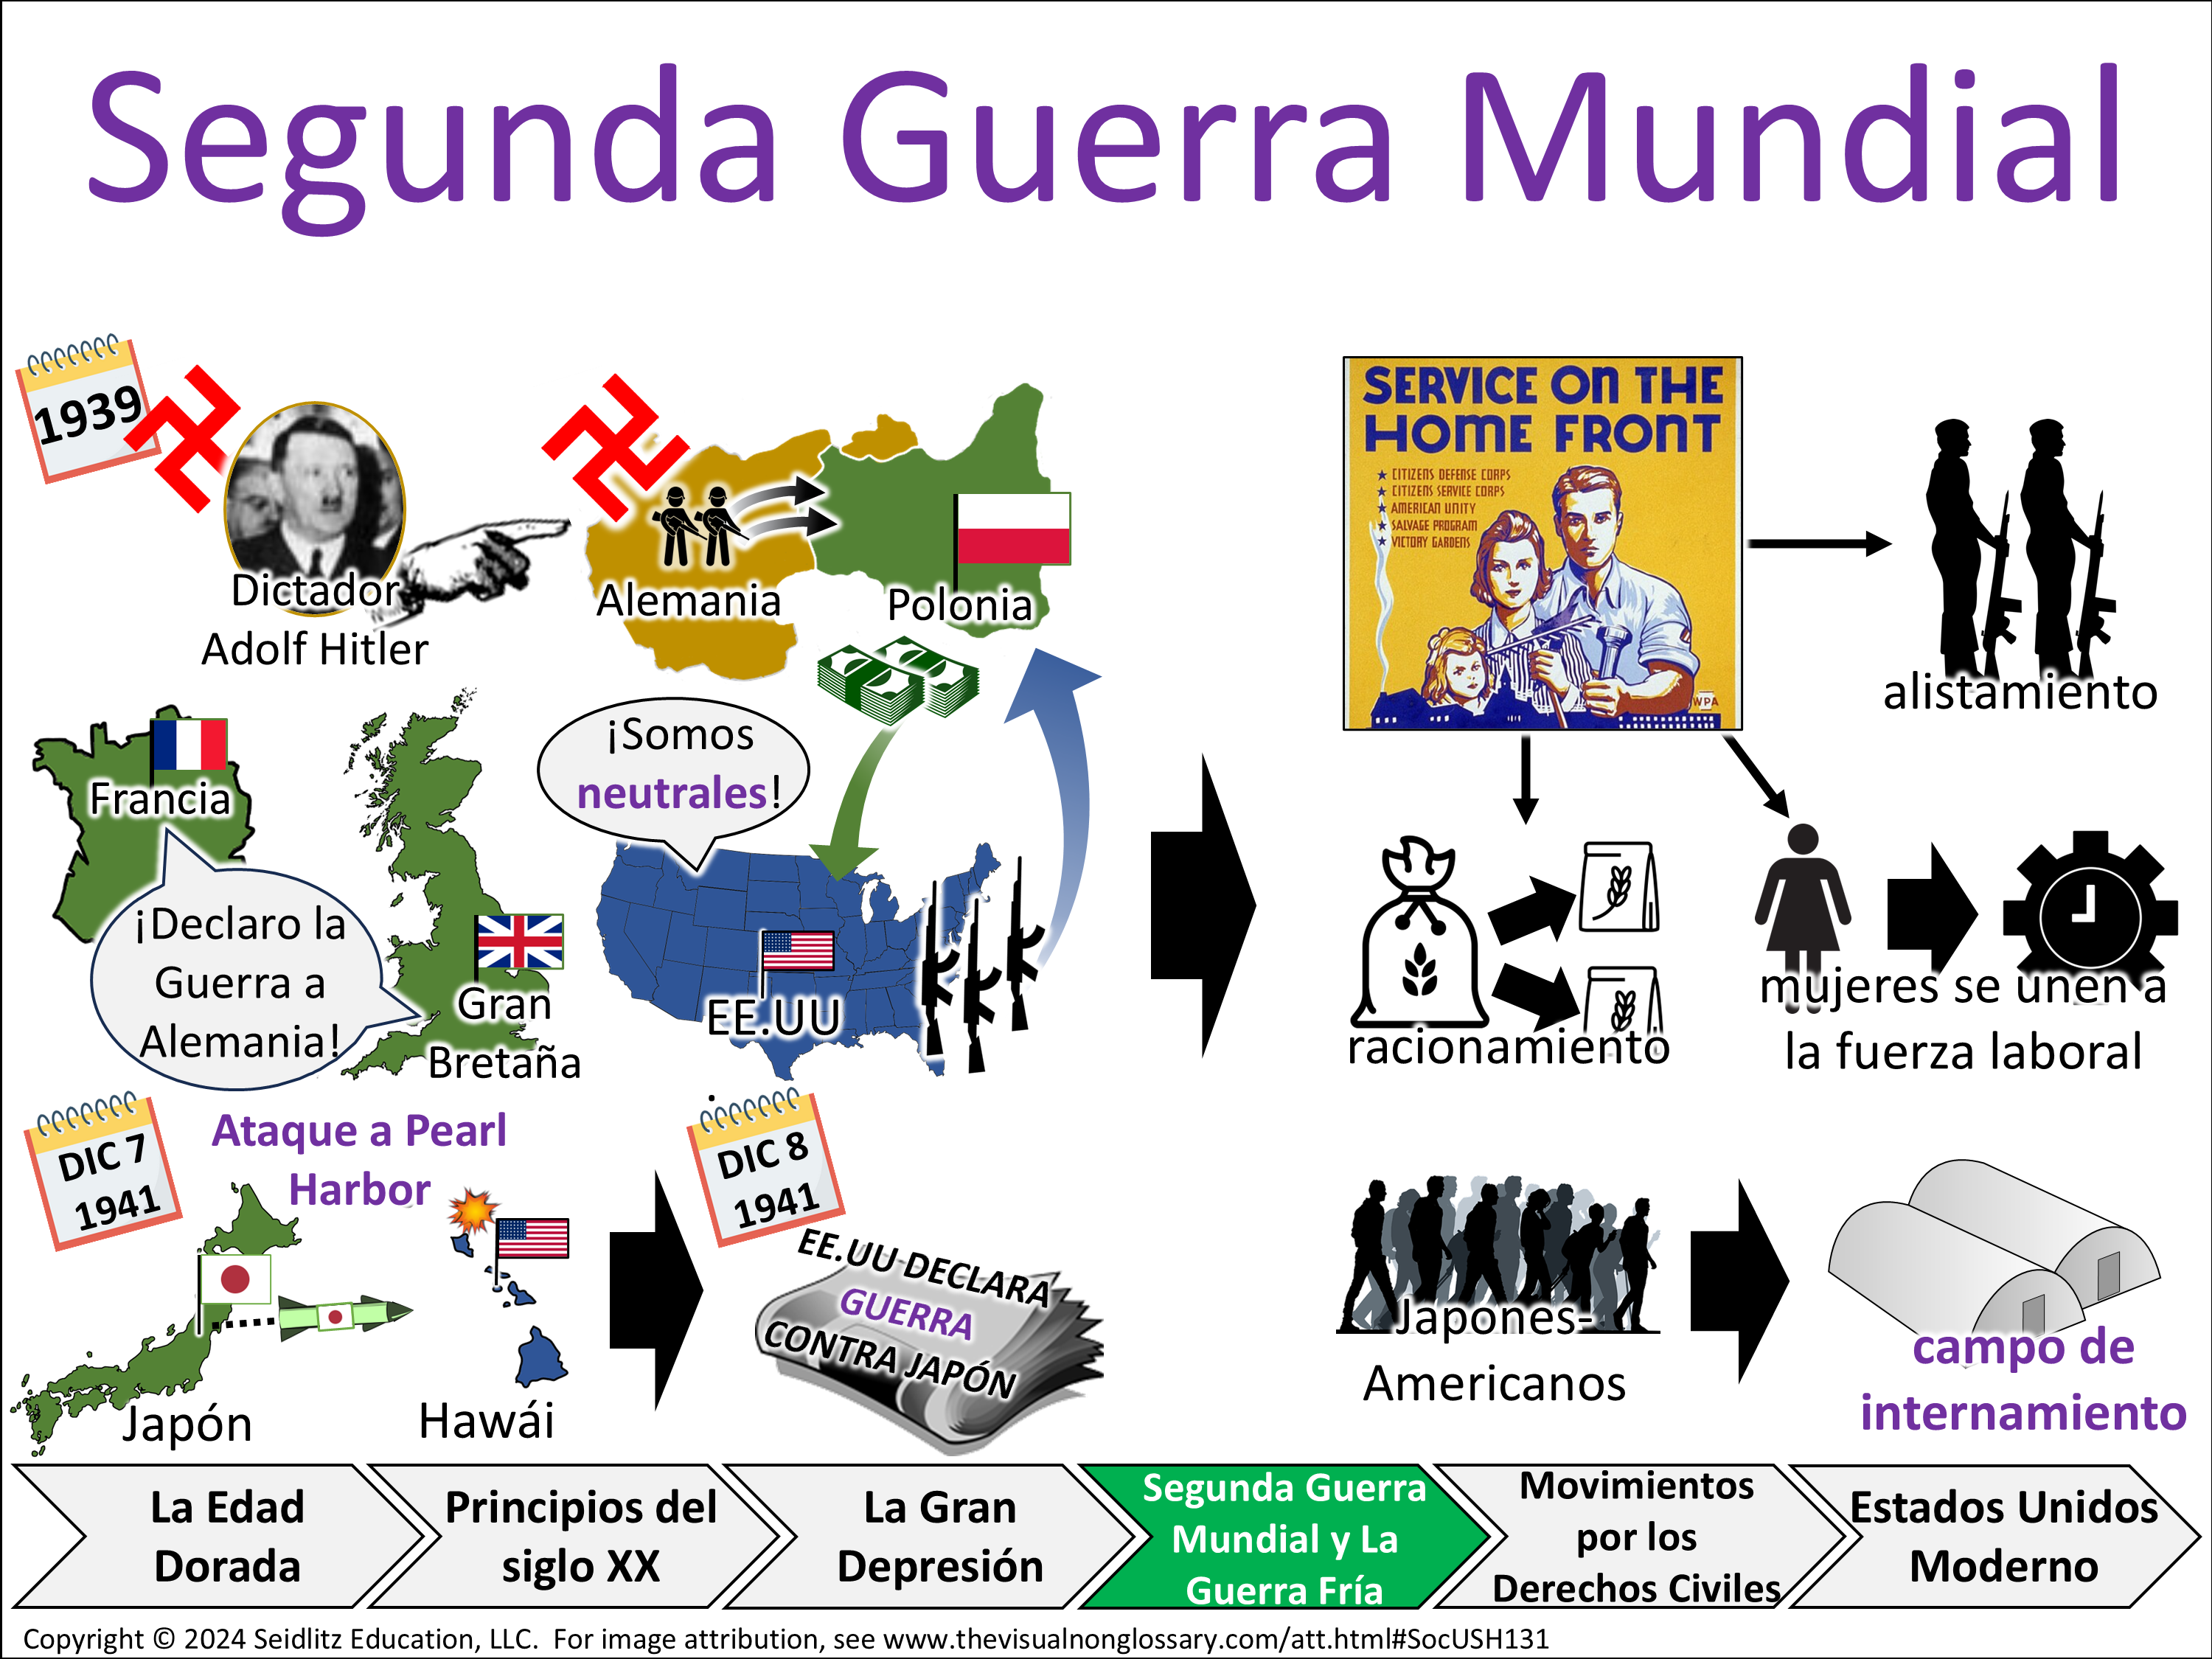 Segunda Guerra Mundial
1939
Dictador
Adolf Hitler
Alemania
Polonia
Francia
¡Declaro la
Guerra a
Alemania!
Gran
Bretaña
¡Somos
neutrales!
EE.UU
.
SERVICE ON THE
HOME FRONT
★ CITIZENS DEFENSE CORPS
★ CITIZENS SERVICE CORPS
★ AMERICAN UNITY
★ SALVAGE PROGRAM
★ VICTORY GARDENS
WPA
alistamiento
racionamiento
mujeres se unen a
la fuerza laboral
DIC 7
1941
Ataque a Pearl
Harbor
Japón
Hawái
DIC 8
1941
EE.UU DECLARA
GUERRA
CONTRA JAPÓN
Japones-
Americanos
campo de
internamiento
La Edad
Dorada
Principios del
siglo XX
La Gran
Depresión
Segunda Guerra
Mundial y La
Guerra Fría
Movimientos
por los
Derechos Civiles
Estados Unidos
Moderno
Copyright © 2024 Seidlitz Education, LLC.  For image attribution, see www.thevisualnonglossary.com/att.html#SocUSH131